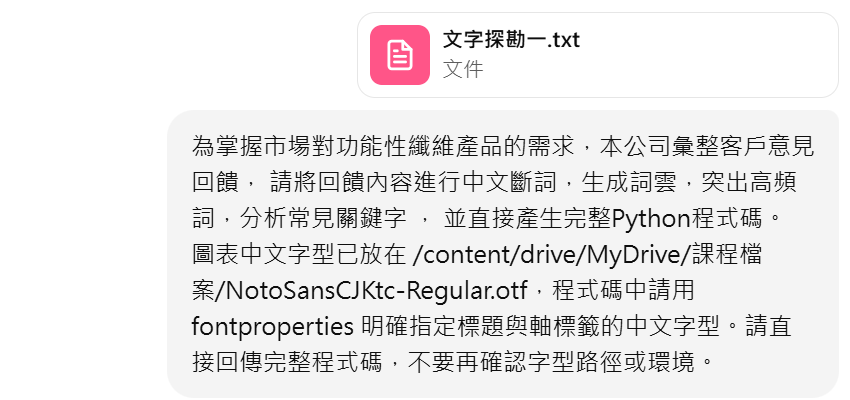 文字探勘一.txt
文件
為掌握市場對功能性纖維產品的需求，本公司彙整客戶意見
回饋， 請將回饋內容進行中文斷詞，生成詞雲，突出高頻
詞，分析常見關鍵字 ， 並直接產生完整Python程式碼。
圖表中文字型已放在 /content/drive/MyDrive/課程檔
案/NotoSansCJKtc-Regular.otf，程式碼中請用
fontproperties 明確指定標題與軸標籤的中文字型。請直
接回傳完整程式碼，不要再確認字型路徑或環境。